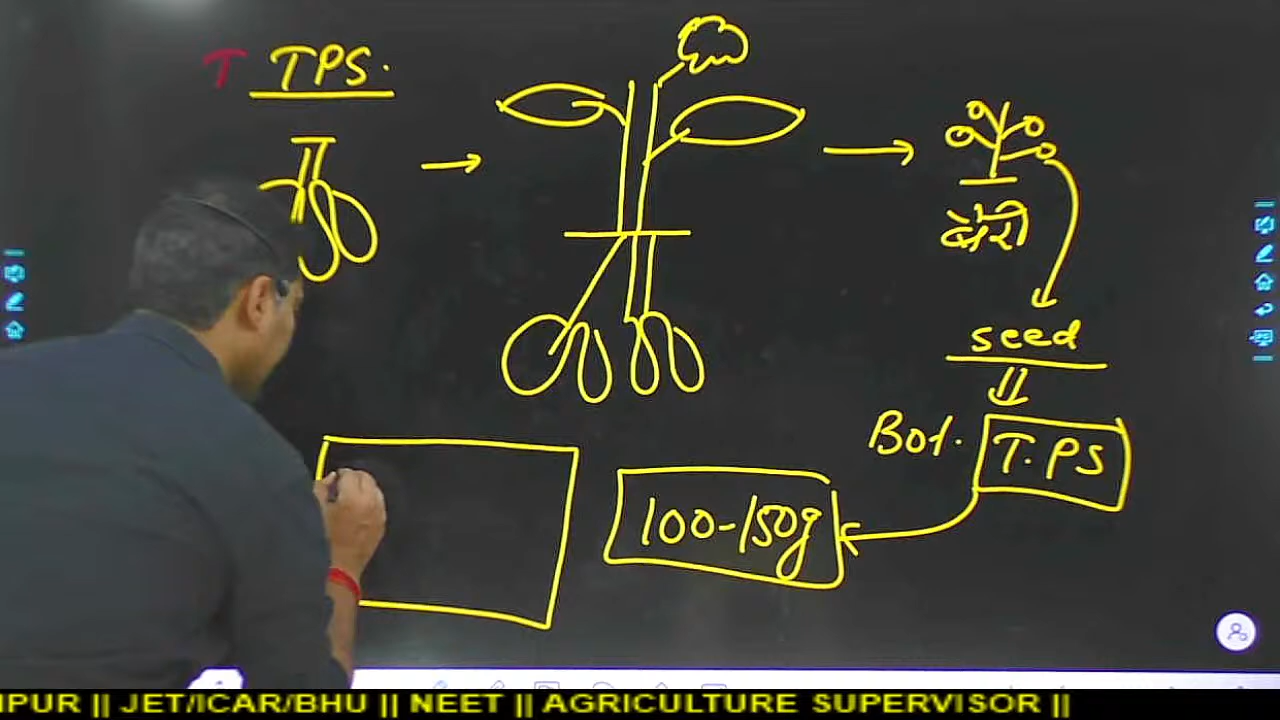 T TPS.
बेरी
seed
Bot. T.PS
100-150g
IPUR || JET/ICAR/BHU || NEET || AGRICULTURE SUPERVISOR ||